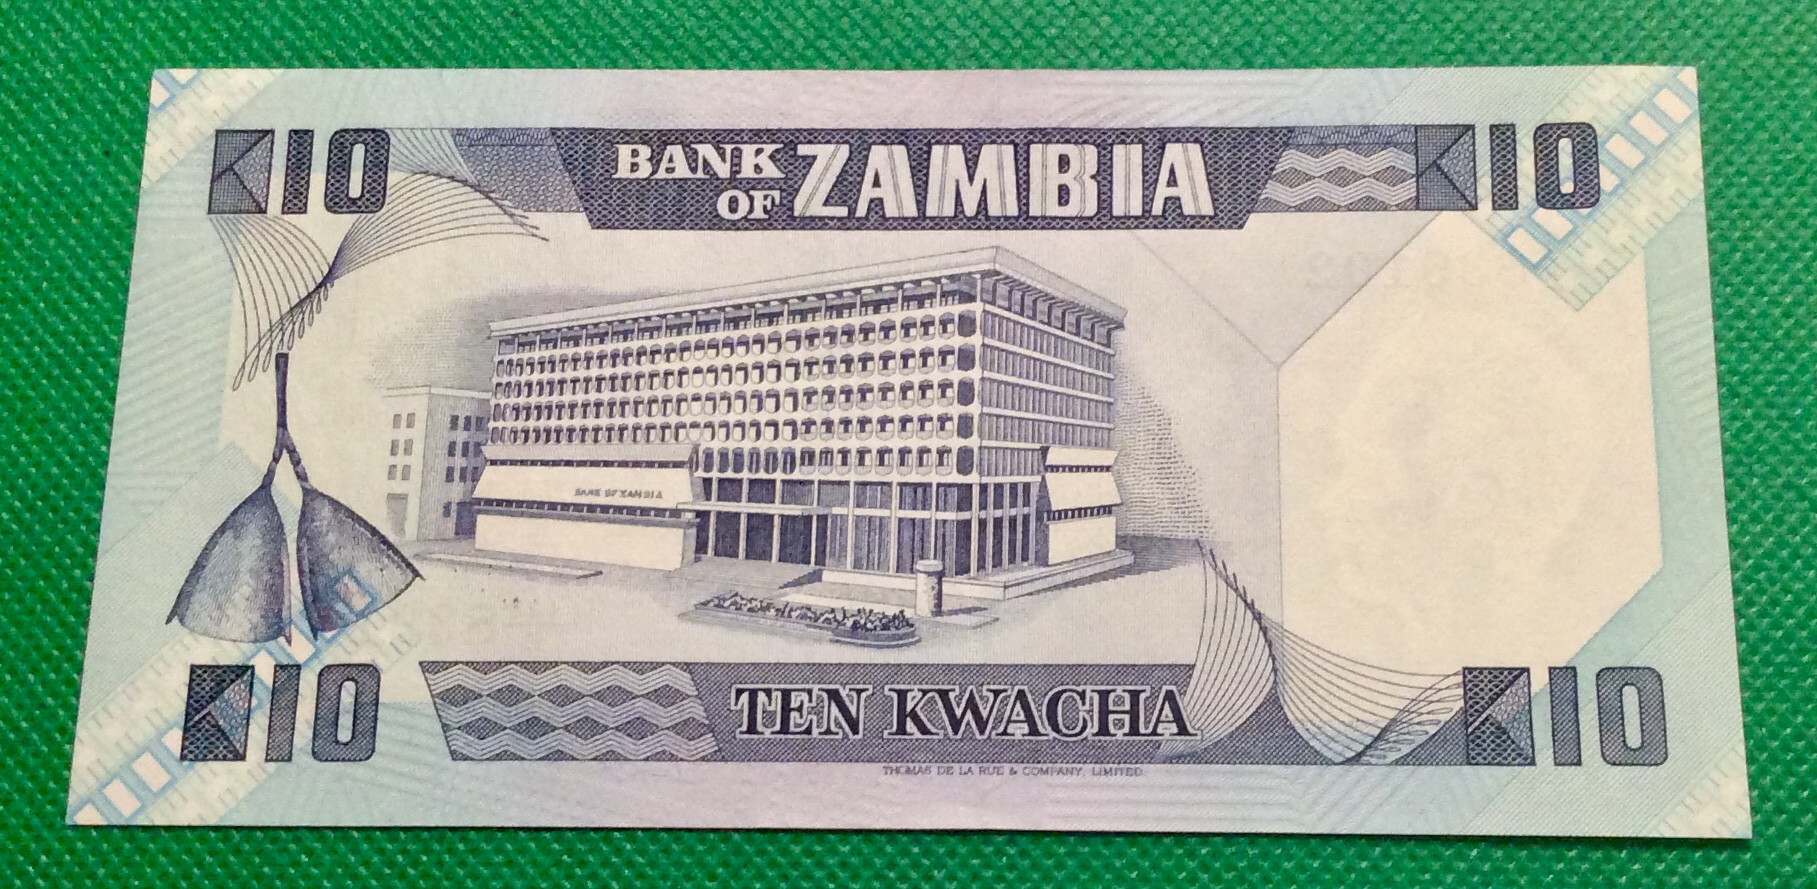 K10
BANK
OF ZAMBIA
K10
BANK OF ZAMBIA
K10
TEN KWACHA
K10
THOMAS DE LA RUE & COMPANY, LIMITED.